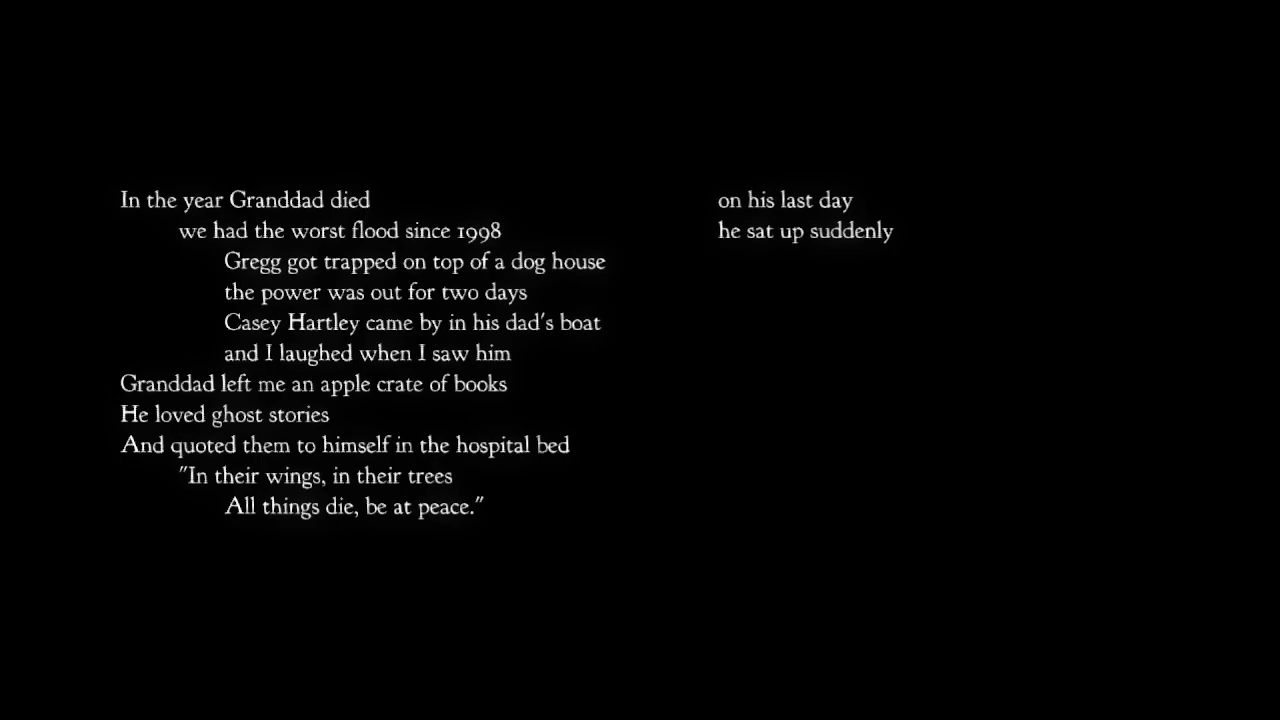 In the year Granddad died
we had the worst flood since 1998
Gregg got trapped on top of a dog house
the power was out for two days
Casey Hartley came by in his dad's boat
and I laughed when I saw him
Granddad left me an apple crate of books
He loved ghost stories
And quoted them to himself in the hospital bed
"In their wings, in their trees
All things die, be at peace."
on his last day
he sat up suddenly